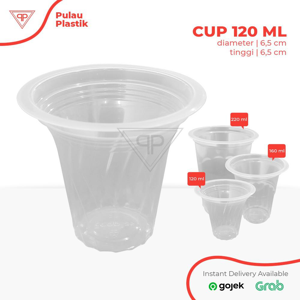 Pulau
Plastik
CUP 120 ML
diameter | 6,5 cm
tinggi | 6,5 cm
220 ml
160 ml
120 ml
Instant Delivery Available
gojek
Grab